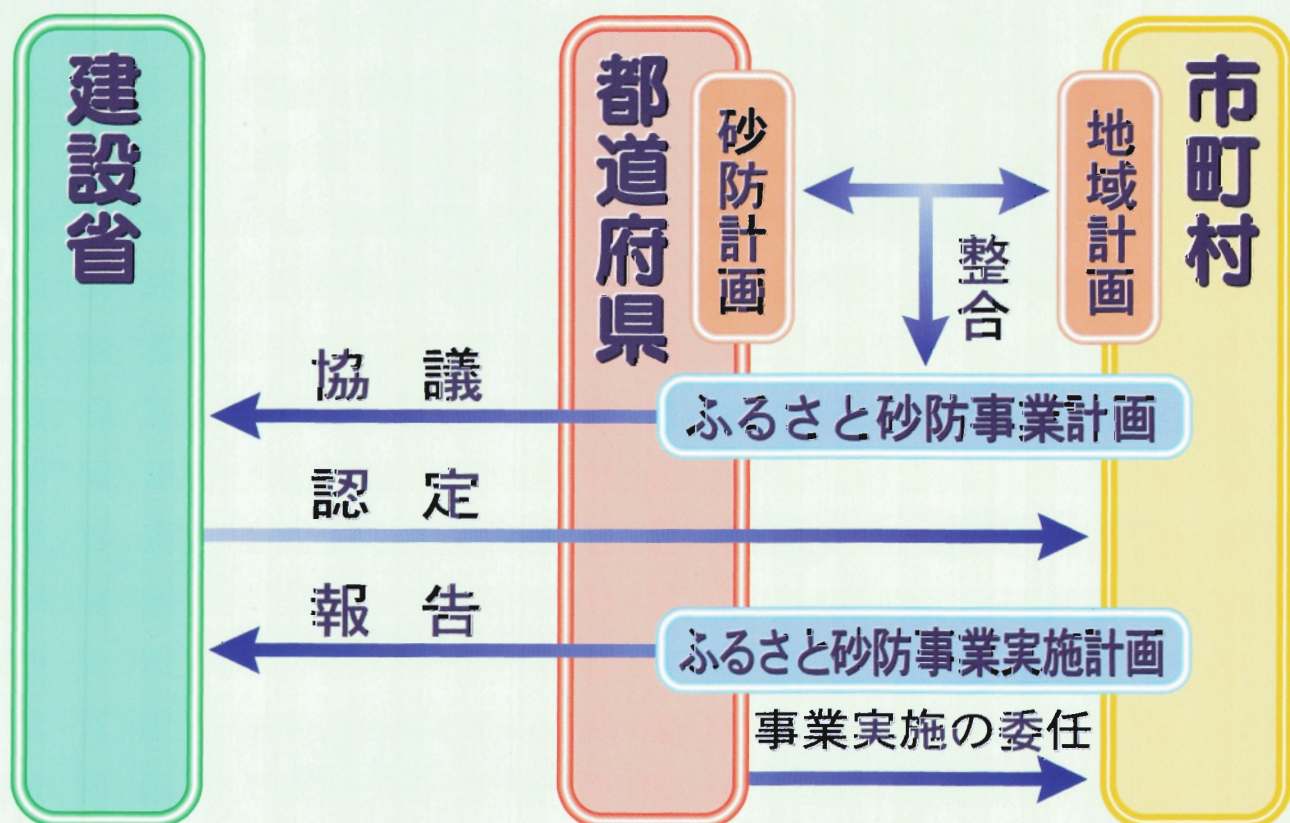 建設省
都道府県
市町村
砂防計画
地域計画
整合
ふるさと砂防事業計画
協議
認定
報告
ふるさと砂防事業実施計画
事業実施の委任